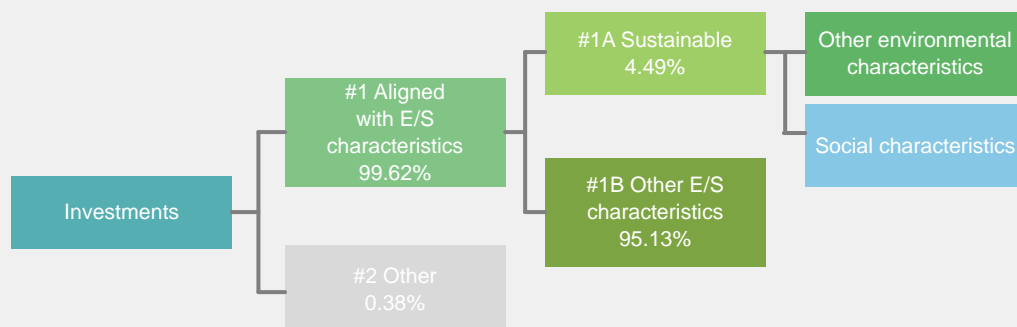 Investments
#1 Aligned
with E/S
characteristics
99.62%
#2 Other
0.38%
#1A Sustainable
4.49%
#1B Other E/S
characteristics
95.13%
Other environmental
characteristics
Social characteristics